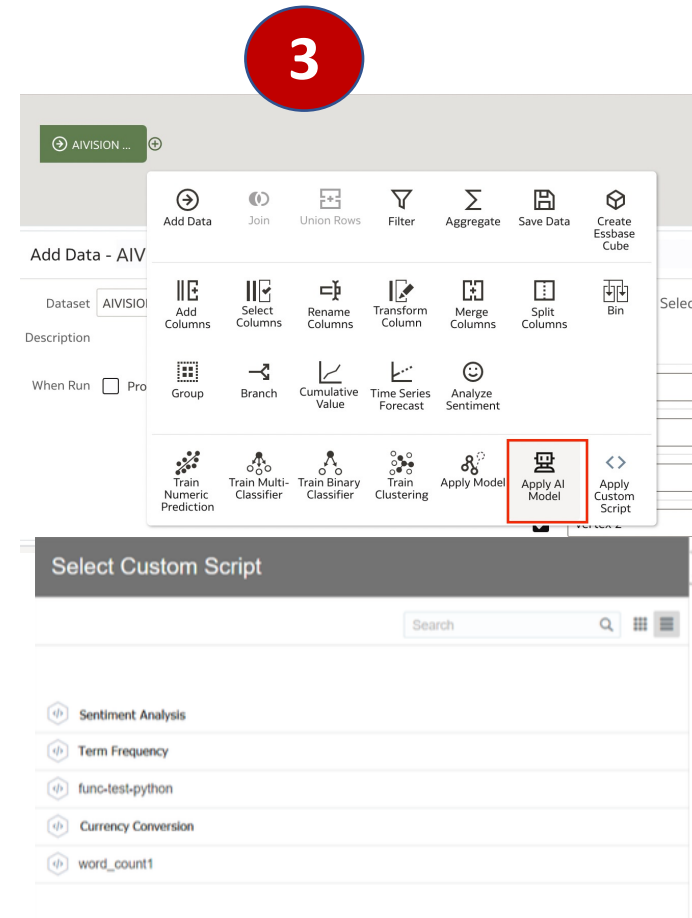 3
AIVISION ...
Add Data
Join
Union Rows
Filter
Aggregate
Save Data
Create
Essbase
Cube
Add Data - AIV
Dataset
AIVISIO
Add
Columns
Select
Columns
Rename
Columns
Transform
Column
Merge
Columns
Split
Columns
Bin
Selec
Description
When Run
Pro
Group
Branch
Cumulative
Value
Time Series
Forecast
Analyze
Sentiment
Train
Numeric
Prediction
Train Multi-
Classifier
Train Binary
Classifier
Train
Clustering
Apply Model
Apply AI
Model
Apply
Custom
Script
Vertex 2
Select Custom Script
Search
Sentiment Analysis
Term Frequency
func-test-python
Currency Conversion
word_count1